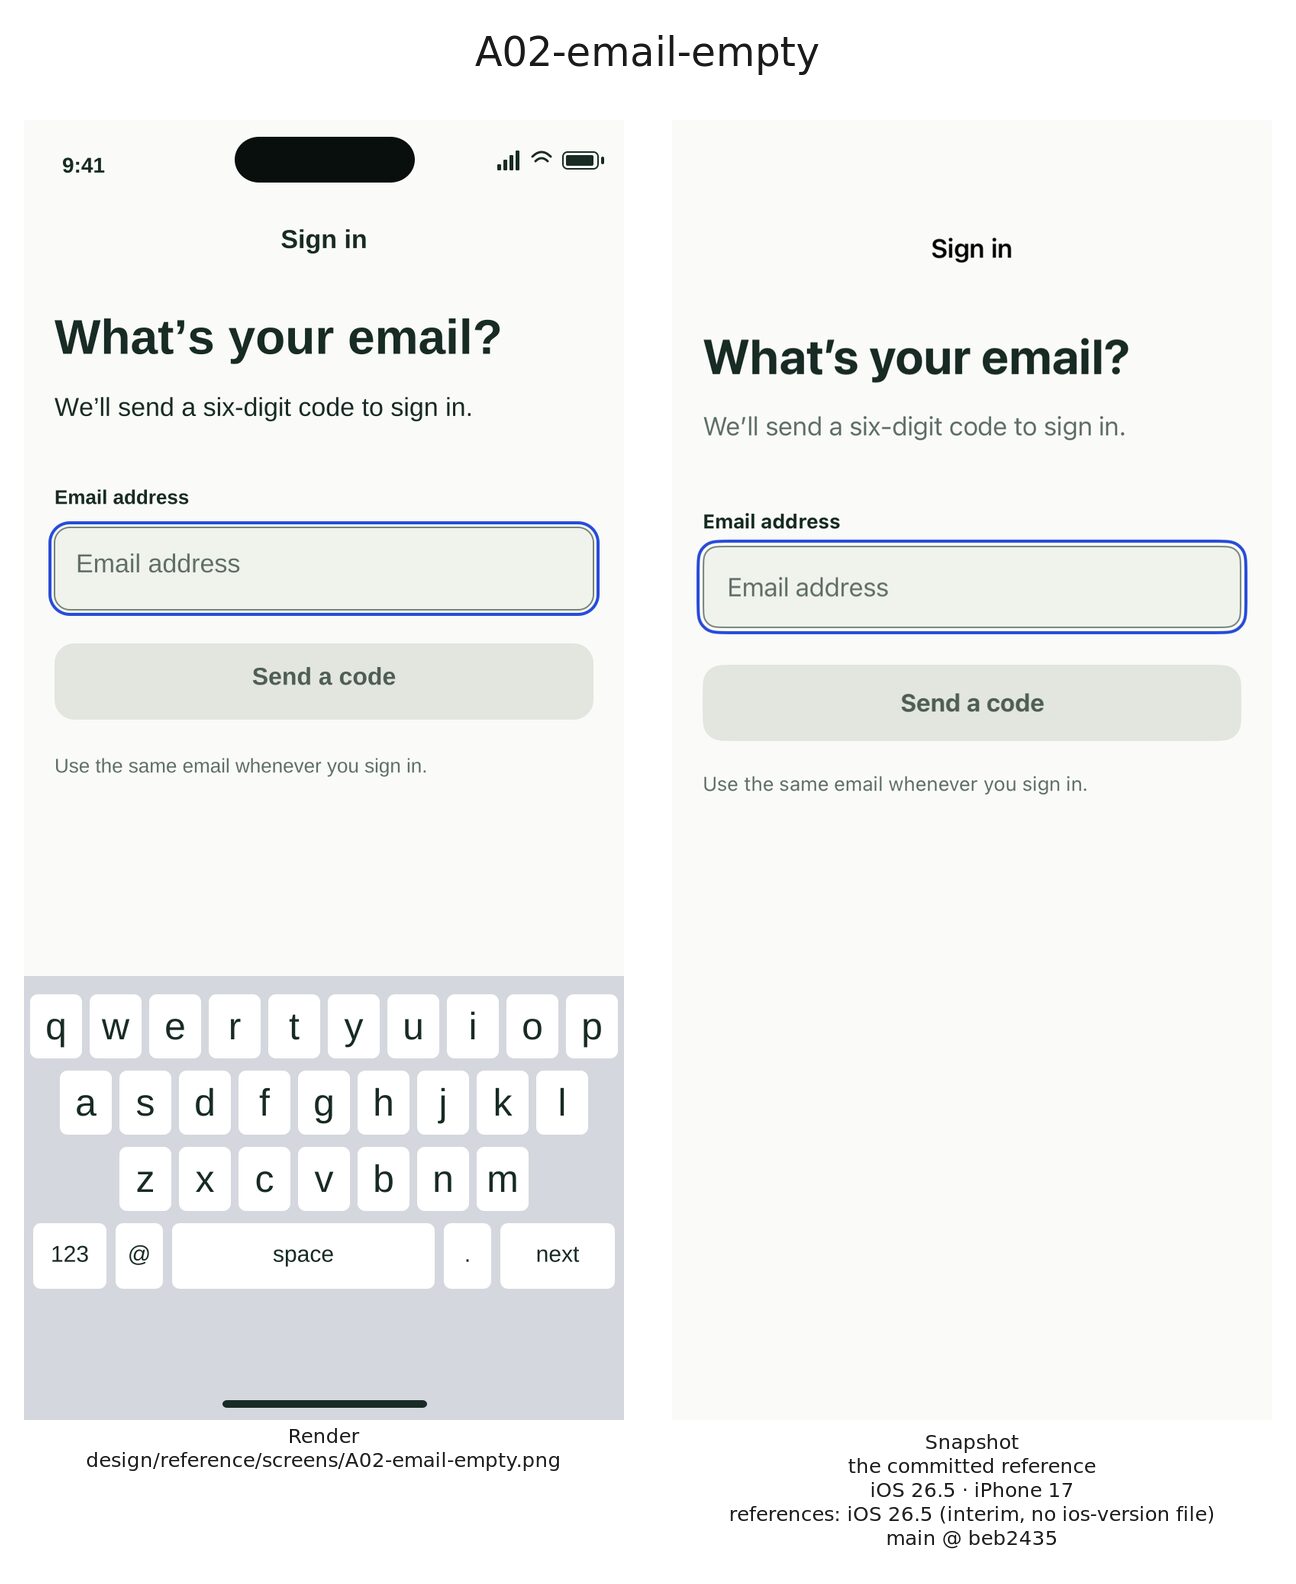 A02-email-empty
9:41
Sign in
What’s your email?
We’ll send a six-digit code to sign in.
Email address
Email address
Send a code
Use the same email whenever you sign in.
q w e r t y u i o p
a s d f g h j k l
z x c v b n m
123 @ space . next
Render
design/reference/screens/A02-email-empty.png
Sign in
What’s your email?
We’ll send a six-digit code to sign in.
Email address
Email address
Send a code
Use the same email whenever you sign in.
Snapshot
the committed reference
iOS 26.5 · iPhone 17
references: iOS 26.5 (interim, no ios-version file)
main @ beb2435